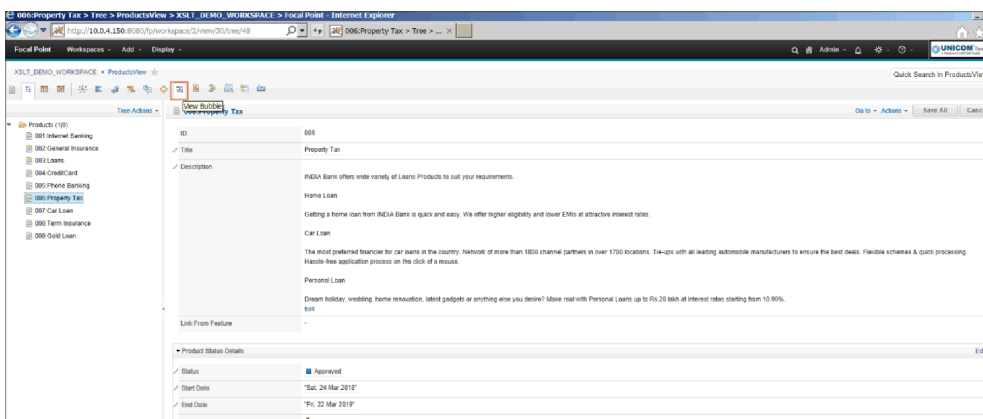 006:Property Tax > Tree > ProductsView > XSLT_DEMO_WORKSPACE > Focal Point - Internet Explorer
http://10.0.4.150:8080/fp/workspace/2/view/30/tree/48
006:Property Tax > Tree > ...
Focal Point Workspaces Add Display Admin UNICOM
XSLT_DEMO_WORKSPACE ProductsView Quick Search In ProductsVie
View Bubble
Tree Actions 006:Property Tax Go to Actions Save All Canc
Products (1|9)
001:Internet Banking
002:General Insurance
003:Loans
004:CreditCard
005:Phone Banking
006:Property Tax
007:Car Loan
008:Term Insurance
009:Gold Loan
ID 006
Title Property Tax
Description
INDIA Bank offers wide variety of Loans Products to suit your requirements.
Home Loan
Getting a home loan from INDIA Bank is quick and easy. We offer higher eligibility and lower EMIs at attractive interest rates.
Car Loan
The most preferred financier for car loans in the country. Network of more than 1800 channel partners in over 1700 locations. Tie-ups with all leading automobile manufacturers to ensure the best deals. Flexible schemes & quick processing.
Hassle-free application process on the click of a mouse.
Personal Loan
Dream holiday, wedding, home renovation, latest gadgets or anything else you desire? Make real with Personal Loans up to Rs.20 lakh at interest rates starting from 10.99%.
Edit
Link From Feature -
Product Status Details Ed
Status Approved
Start Date "Sat, 24 Mar 2018"
End Date "Fri, 22 Mar 2019"